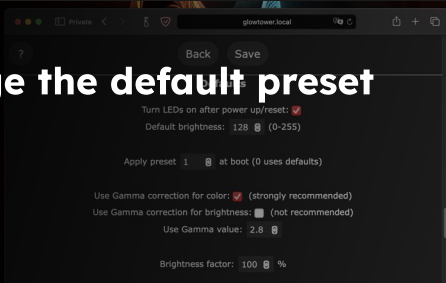 Private glowtower.local
?
Back Save
ge the default preset
Turn LEDs on after power up/reset:
Default brightness: 128 (0-255)
Apply preset 1 at boot (0 uses defaults)
Use Gamma correction for color: (strongly recommended)
Use Gamma correction for brightness: (not recommended)
Use Gamma value: 2.8
Brightness factor: 100 %